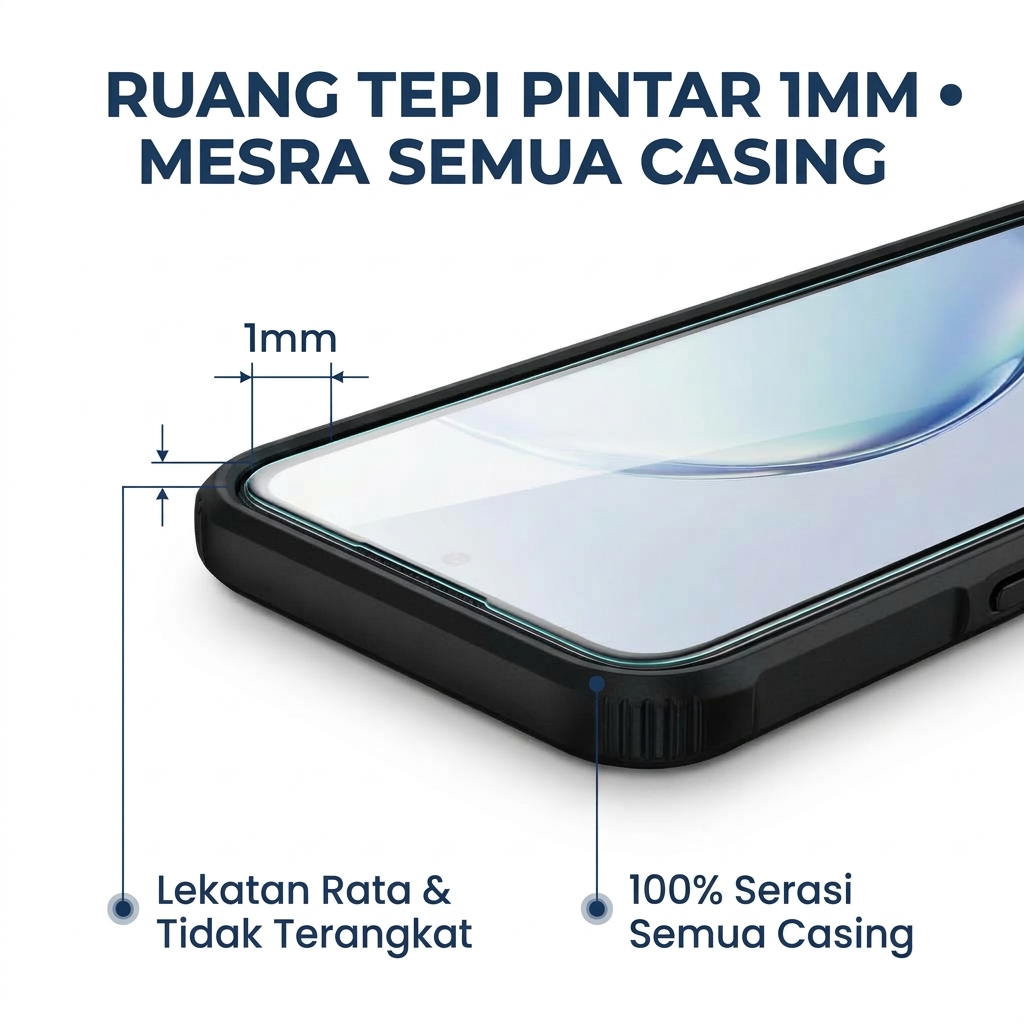 RUANG TEPI PINTAR 1MM •
MESRA SEMUA CASING
1mm
Lekatan Rata &
Tidak Terangkat
100% Serasi
Semua Casing